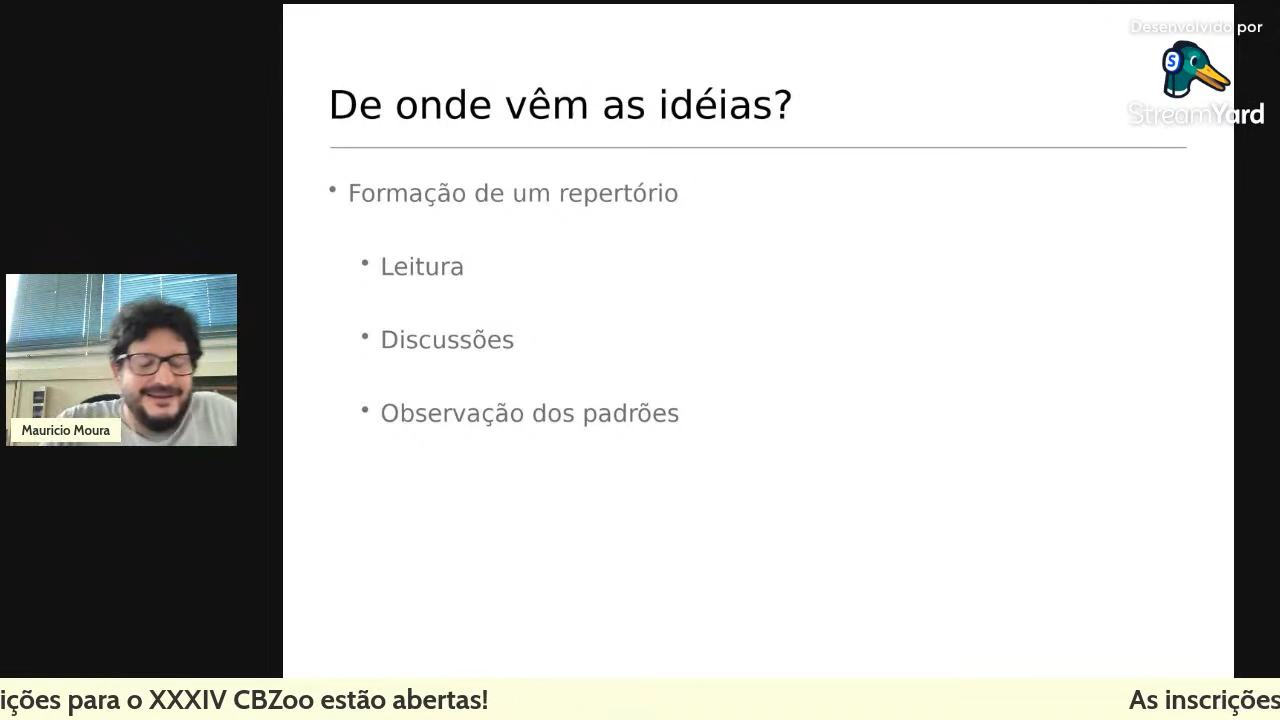 Desenvolvido por
S
StreamYard
De onde vêm as idéias?
• Formação de um repertório
• Leitura
• Discussões
• Observação dos padrões
Mauricio Moura
ições para o XXXIV CBZoo estão abertas!
As inscrições